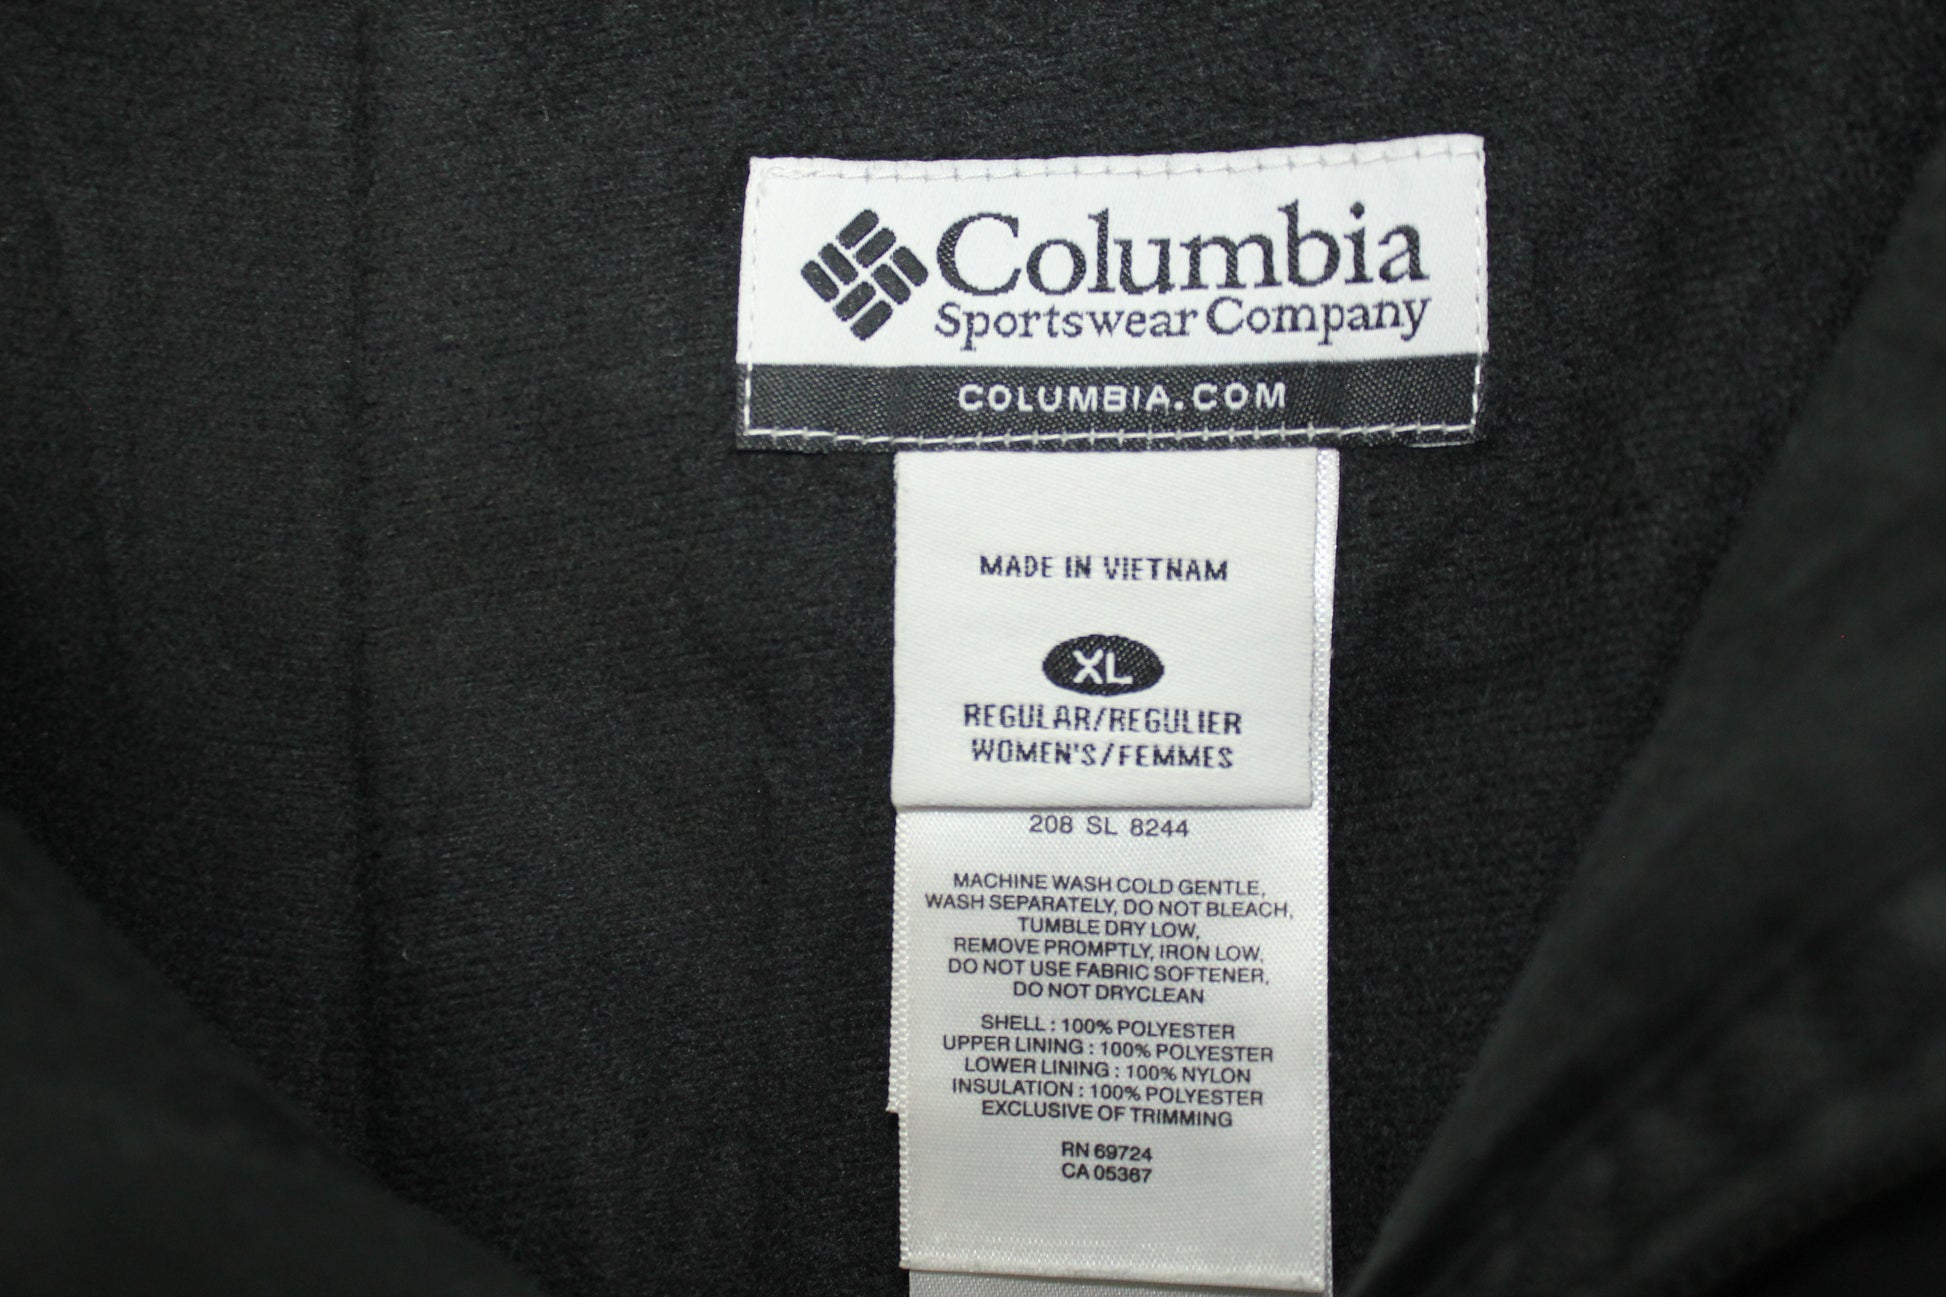 Columbia
Sportswear Company
COLUMBIA.COM
MADE IN VIETNAM
XL
REGULAR/REGULIER
WOMEN'S/FEMMES
208 SL 8244
MACHINE WASH COLD GENTLE,
WASH SEPARATELY, DO NOT BLEACH,
TUMBLE DRY LOW,
REMOVE PROMPTLY, IRON LOW,
DO NOT USE FABRIC SOFTENER,
DO NOT DRYCLEAN
SHELL : 100% POLYESTER
UPPER LINING : 100% POLYESTER
LOWER LINING : 100% NYLON
INSULATION : 100% POLYESTER
EXCLUSIVE OF TRIMMING
RN 69724
CA 05367